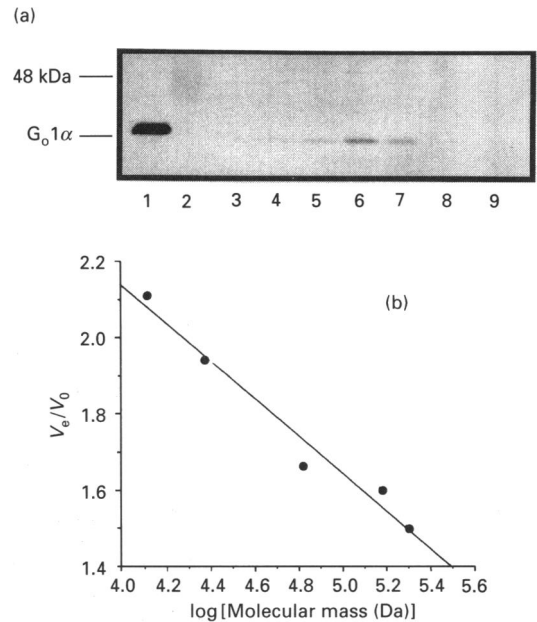 (a)
48 kDa
Gₒ1α
1 2 3 4 5 6 7 8 9
(b)
2.2
2.0
1.8
1.6
1.4
Vₑ/V₀
4.0 4.2 4.4 4.6 4.8 5.0 5.2 5.4 5.6
log [Molecular mass (Da)]